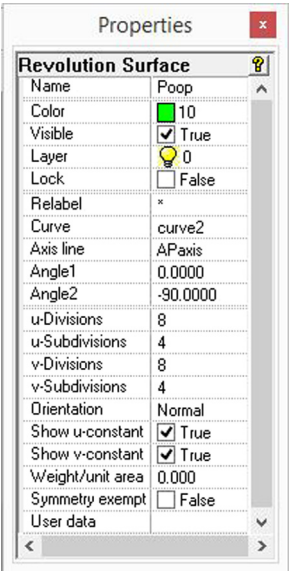 Properties
x
Revolution Surface ?
Name Poop
Color 10
Visible True
Layer 0
Lock False
Relabel *
Curve curve2
Axis line APaxis
Angle1 0.0000
Angle2 -90.0000
u-Divisions 8
u-Subdivisions 4
v-Divisions 8
v-Subdivisions 4
Orientation Normal
Show u-constant True
Show v-constant True
Weight/unit area 0.000
Symmetry exempt False
User data